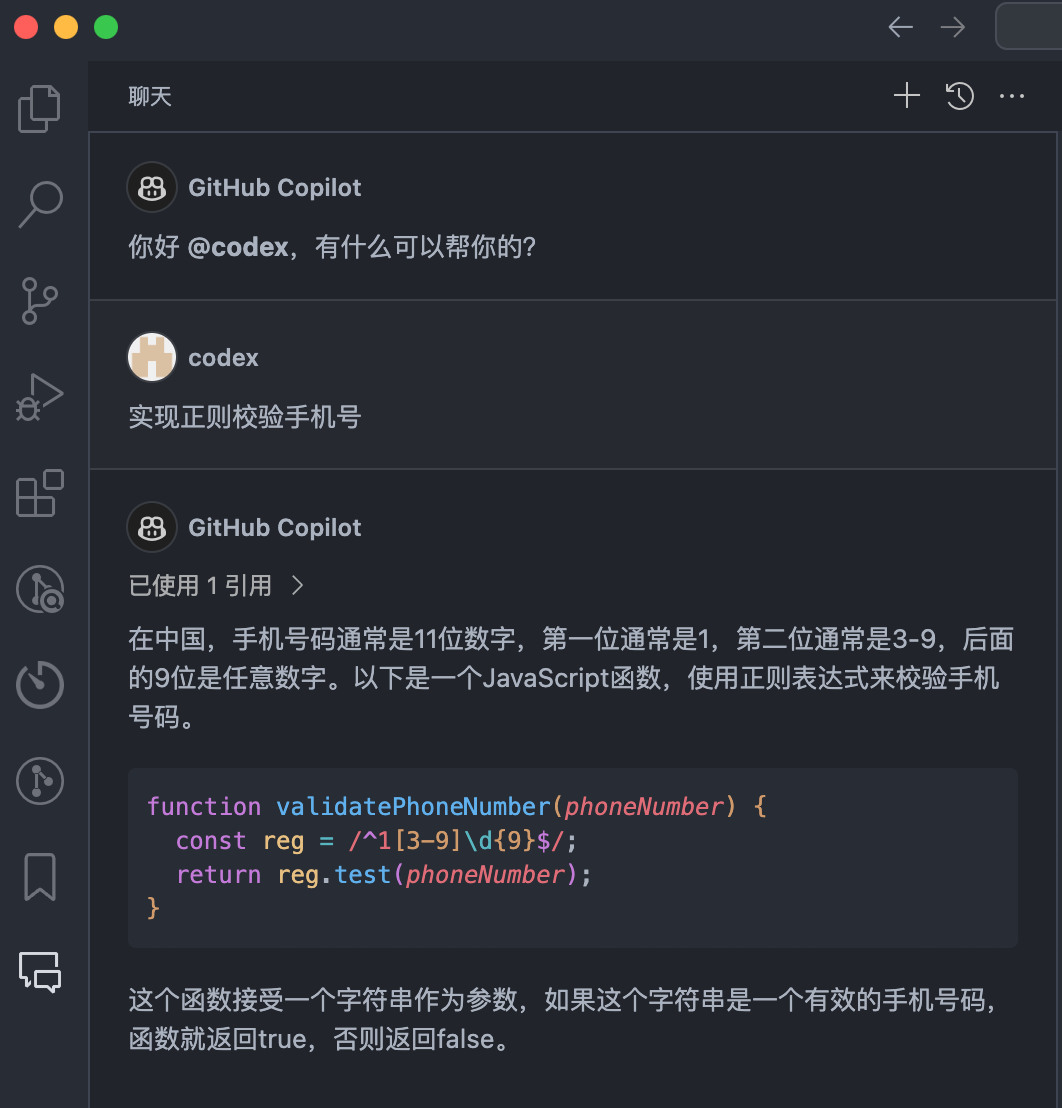 聊天
GitHub Copilot
你好 @codex，有什么可以帮你的?
codex
实现正则校验手机号
GitHub Copilot
已使用 1 引用
在中国，手机号码通常是11位数字，第一位通常是1，第二位通常是3-9，后面
的9位是任意数字。以下是一个JavaScript函数，使用正则表达式来校验手机
号码。
function validatePhoneNumber(phoneNumber) {
  const reg = /^1[3-9]\d{9}$/;
  return reg.test(phoneNumber);
}
这个函数接受一个字符串作为参数，如果这个字符串是一个有效的手机号码，
函数就返回true，否则返回false。